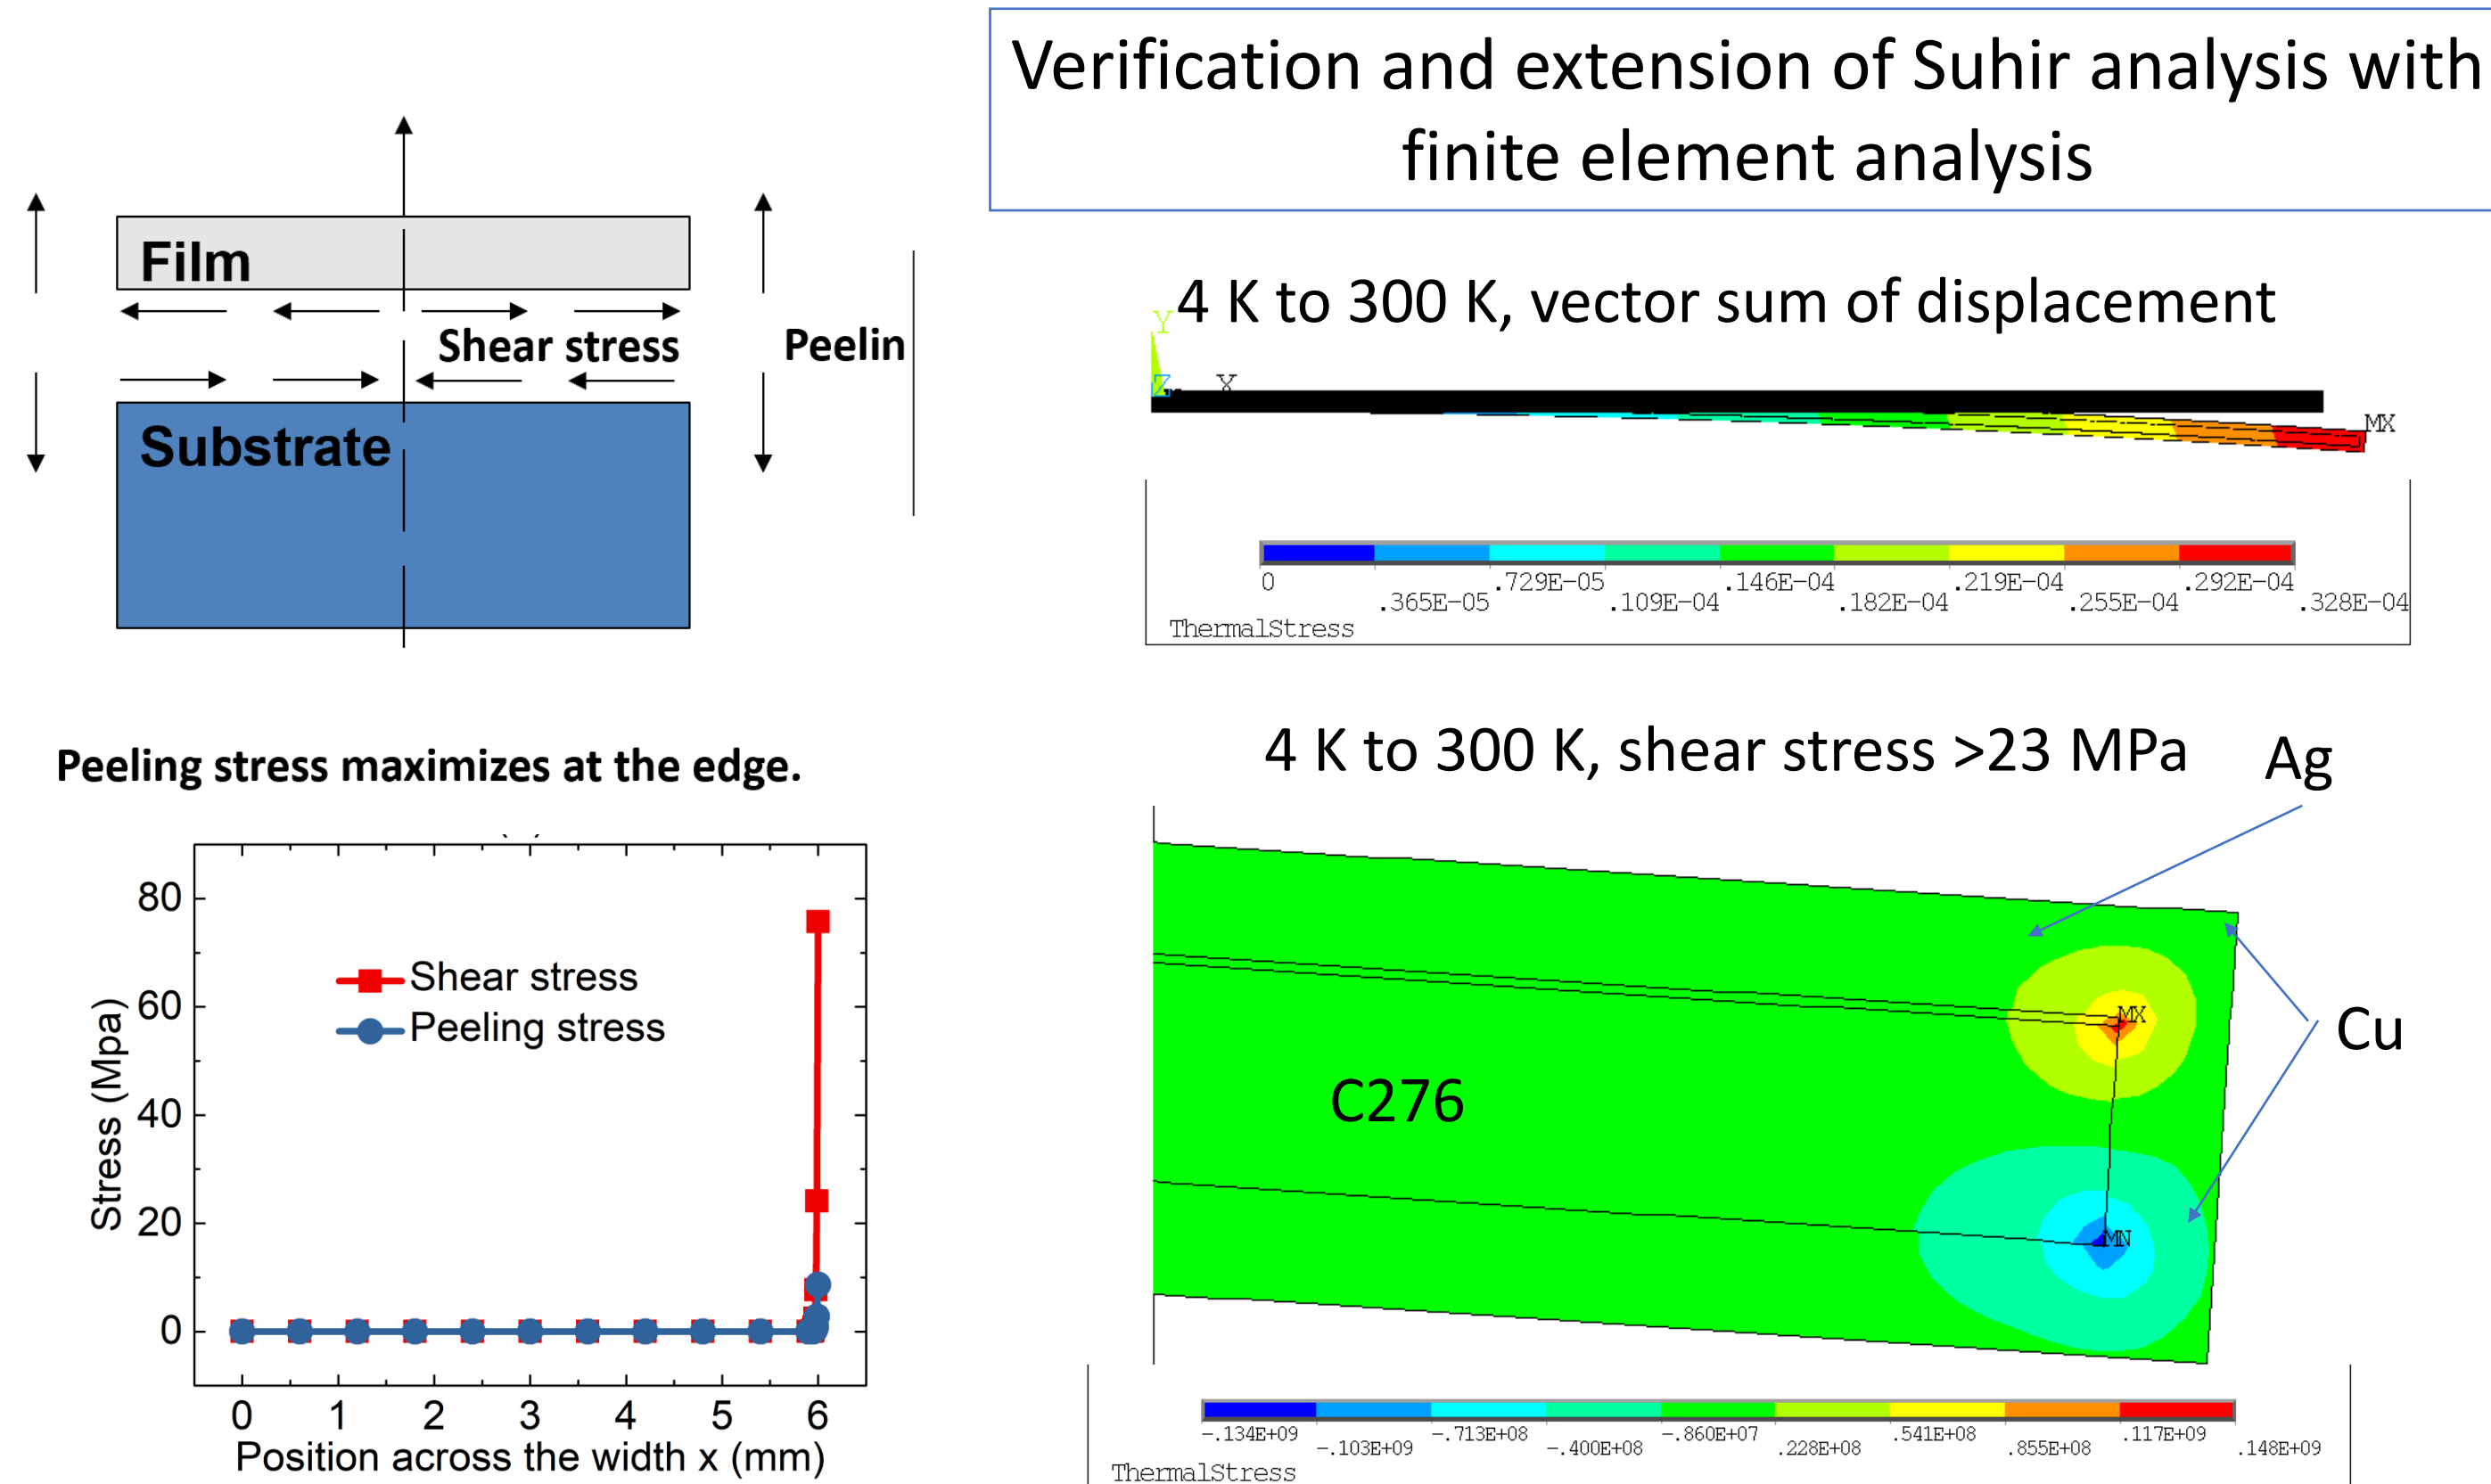 Verification and extension of Suhir analysis with
finite element analysis
Film
Shear stress
Peelin
Substrate
4 K to 300 K, vector sum of displacement
Y
Z
X
MX
0
.365E-05
.729E-05
.109E-04
.146E-04
.182E-04
.219E-04
.255E-04
.292E-04
.328E-04
ThermalStress
Peeling stress maximizes at the edge.
80
60
40
20
0
Stress (Mpa)
Shear stress
Peeling stress
0 1 2 3 4 5 6
Position across the width x (mm)
4 K to 300 K, shear stress >23 MPa
Ag
MX
Cu
C276
MN
-.134E+09
-.103E+09
-.713E+08
-.400E+08
-.860E+07
.228E+08
.541E+08
.855E+08
.117E+09
.148E+09
ThermalStress